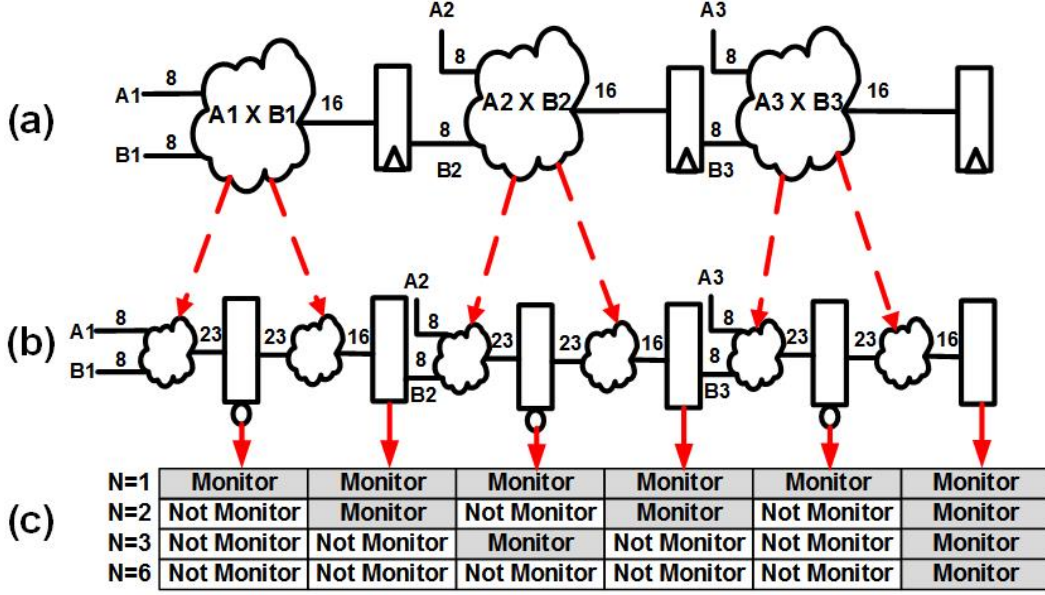 A2 A3
8 8 8
A1 A1 X B1 16 A2 X B2 16 A3 X B3 16
(a)
8 8 8
B1 B2 B3
A2 A3
A1 8 8 8
(b) 23 23 16 23 23 16 23 23 16
B1 8 8 8
B2 B3
N=1 Monitor Monitor Monitor Monitor Monitor Monitor
N=2 Not Monitor Monitor Not Monitor Monitor Not Monitor Monitor
(c)
N=3 Not Monitor Not Monitor Monitor Not Monitor Not Monitor Monitor
N=6 Not Monitor Not Monitor Not Monitor Not Monitor Not Monitor Monitor